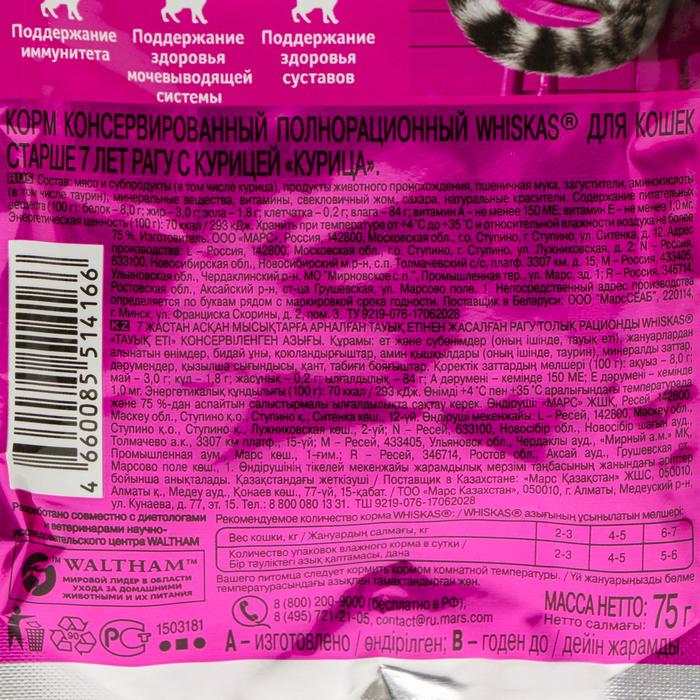 Поддержание
иммунитета
Поддержание
здоровья
мочевыводящей
системы
Поддержание
здоровья
суставов
КОРМ КОНСЕРВИРОВАННЫЙ ПОЛНОРАЦИОННЫЙ WHISKAS® ДЛЯ КОШЕК
СТАРШЕ 7 ЛЕТ РАГУ С КУРИЦЕЙ «КУРИЦА».
RUS Состав: мясо и субпродукты (в том числе курица), продукты животного происхождения, пшеничная мука, загустители, аминокислоты
(в том числе таурин), минеральные вещества, витамины, свекловичный жом, сахара, натуральные красители. Содержание питательных
веществ (100 г): белок – 8,0 г; жир – 3,0 г; зола – 1,8 г; клетчатка – 0,2 г; влага – 84 г; витамин А – не менее 150 МЕ; витамин Е – не менее 1,0 мг.
Энергетическая ценность (100 г): 70 ккал / 293 кДж. Хранить при температуре от +4°С до +35°С и относительной влажности воздуха не более
75 %. Изготовитель: ООО «МАРС», Россия, 142800, Московская обл., г.о. Ступино, г. Ступино, ул. Ситенка, д. 12. Адрес
производства: L – Россия, 142800, Московская обл., г.о. Ступино, г. Ступино, ул. Лужниковская, д. 2; N – Россия,
633100, Новосибирская обл., Новосибирский м.р-н, с.п. Толмачевский с/с, платф. 3307 км, д. 15; М – Россия, 433405,
Ульяновская обл., Чердаклинский р-н, МО "Мирновское с.п.", Промышленная тер., ул. Марс, зд. 1; R – Россия, 346714,
Ростовская обл., Аксайский р-н, ст-ца Грушевская, ул. Марсово поле, 1. Непосредственный адрес производства
определяется по буквам рядом с маркировкой срока годности. Поставщик в Беларуси: ООО "МарсСЕАБ", 220114,
г. Минск, ул. Франциска Скорины, д. 2, пом. 3. ТУ 9219-076-17062028
KZ 7 ЖАСТАН АСҚАН МЫСЫҚТАРҒА АРНАЛҒАН ТАУЫҚ ЕТІНЕН ЖАСАЛҒАН РАГУ ТОЛЫҚ РАЦИОНДЫ WHISKAS®
«ТАУЫҚ ЕТІ» КОНСЕРВІЛЕНГЕН АЗЫҒЫ. Құрамы: ет және субөнімдер (оның ішінде, тауық еті), жануарлардан
алынатын өнімдер, бидай ұны, қоюландырғыштар, амин қышқылдары (оның ішінде, таурин), минералды заттар,
дәрумендер, қызылша сығындысы, қант, табиғи бояғыштар. Қоректік заттардың мөлшері (100 г): ақуыз – 8,0 г;
май – 3,0 г; күл – 1,8 г; жасұнық – 0,2 г; ылғалдылық – 84 г; А дәрумені – кемінде 150 МЕ; Е дәрумені – кемінде
1,0 мг. Энергетикалық құндылығы (100 г): 70 ккал / 293 кДж. Өнімді +4°С пен +35°С аралығындағы температурада
және 75 %-дан аспайтын салыстырмалы ылғалдылықта сақтау керек. Өндіруші: «МАРС» ЖШҚ, Ресей, 142800,
Мәскеу обл., Ступино қ.о., Ступино қ., Ситенка көш., 12-үй. Өндіруші мекенжайы: L – Ресей, 142800, Мәскеу обл.,
Ступино қ.о., Ступино қ., Лужниковская көш., 2-үй; N – Ресей, 633100, Новосібір обл., Новосібір шағын ауд.,
Толмачево а.к., 3307 км платф., 15-үй; М – Ресей, 433405, Ульяновск обл., Чердаклы ауд., «Мирный а.м.» МҚ,
Промышленная аум., Марс көш., 1-ғим.; R – Ресей, 346714, Ростов обл., Аксай ауд., Грушевская ст.,
Марсово поле көш., 1. Өндірушінің тікелей мекенжайы жарамдылық мерзімі таңбасының жанындағы әріптер
бойынша анықталады. Қазақстандағы жеткізуші / Поставщик в Казахстане: «Марс Қазақстан» ЖШС, 050010,
Алматы қ., Медеу ауд., Қонаев көш., 77-үй, 15-қабат. / ТОО «Марс Казахстан», 050010, г. Алматы, Медеуский р-н,
ул. Кунаева, д. 77, эт. 15. Тел.: 8 800 080 13 31. ТШ 9219-076-17062028
4 660085 514166
Разработано совместно с диетологами
и ветеринарами научно-
исследовательского центра WALTHAM
WALTHAM™
МИРОВОЙ ЛИДЕР В ОБЛАСТИ
УХОДА ЗА ДОМАШНИМИ
ЖИВОТНЫМИ И ИХ ПИТАНИЯ
Рекомендуемое количество корма WHISKAS®: / WHISKAS® азығының ұсынылатын мөлшері:
Вес кошки, кг / Жануардың салмағы, кг 2-3 4-5 6-7
Количество упаковок влажного корма в сутки /
Бір тәуліктегі азық қаптамасы, дана 2-3 4-5 5-6
Вашего питомца следует кормить кормом комнатной температуры. / Үй жануарыңызды бөлме
температурасындағы азықпен тамақтандырған жөн.
8 (800) 200-9000 (бесплатно в РФ),
8 (495) 721-21-05, contact@ru.mars.com
МАССА НЕТТО: 75 г
Нетто салмағы:
90
РСТ
1503181
А – изготовлено / өндірілген; В – годен до / дейін жарамды.